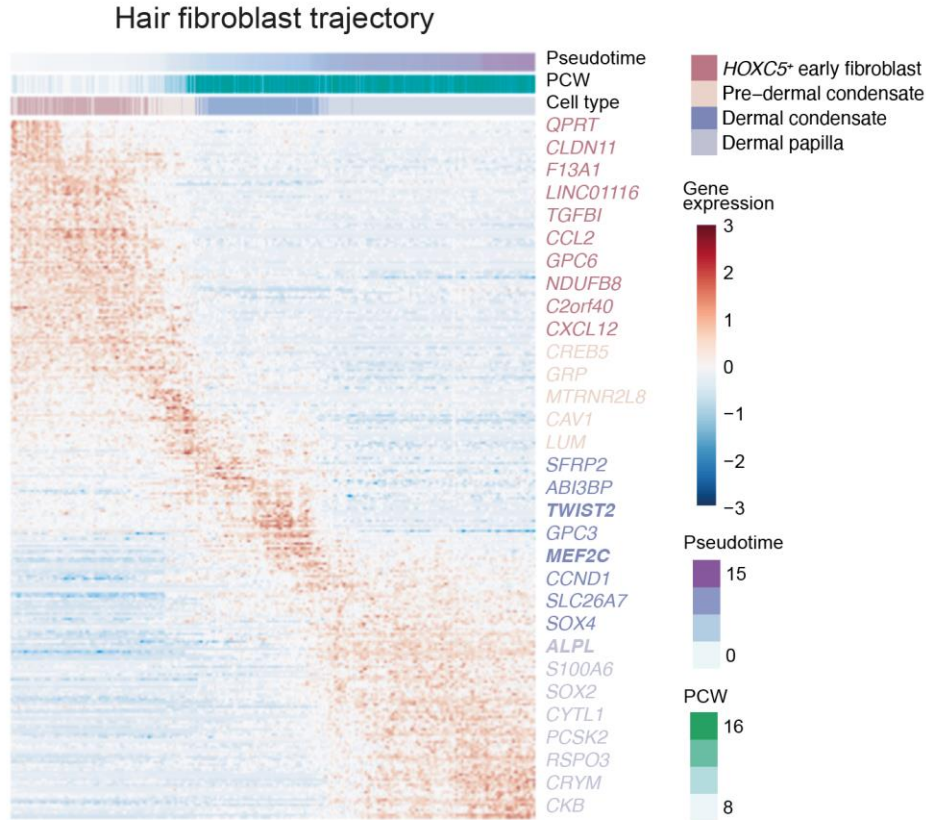 Hair fibroblast trajectory
Pseudotime
PCW
Cell type
QPRT
CLDN11
F13A1
LINC01116
TGFBI
CCL2
GPC6
NDUFB8
C2orf40
CXCL12
CREB5
GRP
MTRNR2L8
CAV1
LUM
SFRP2
ABI3BP
TWIST2
GPC3
MEF2C
CCND1
SLC26A7
SOX4
ALPL
S100A6
SOX2
CYTL1
PCSK2
RSPO3
CRYM
CKB
HOXC5+ early fibroblast
Pre-dermal condensate
Dermal condensate
Dermal papilla
Gene
expression
3
2
1
0
−1
−2
−3
Pseudotime
15
0
PCW
16
8